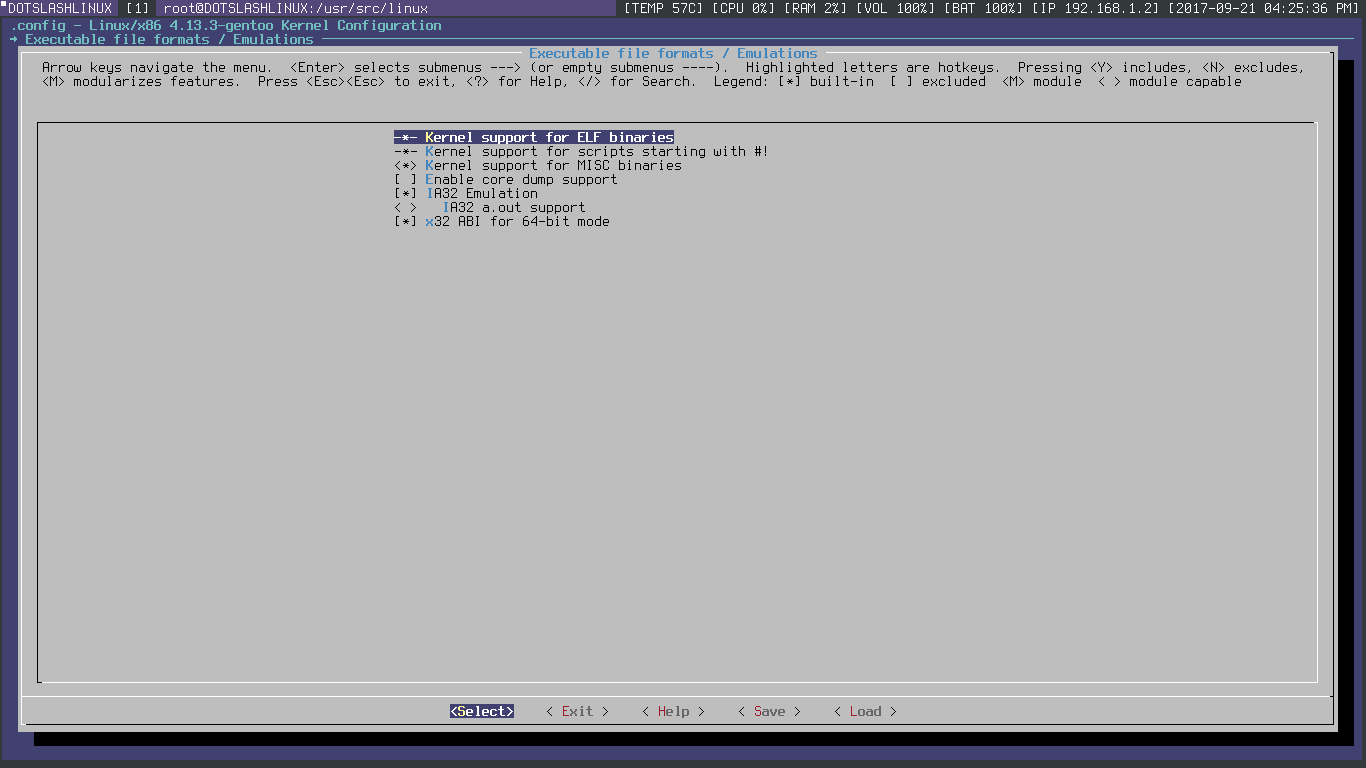 DOTSLASHLINUX [1] root@DOTSLASHLINUX:/usr/src/linux [TEMP 57C] [CPU 0%] [RAM 2%] [VOL 100%] [BAT 100%] [IP 192.168.1.2] [2017-09-21 04:25:36 PM]
.config - Linux/x86 4.13.3-gentoo Kernel Configuration
→ Executable file formats / Emulations
Executable file formats / Emulations
Arrow keys navigate the menu.  <Enter> selects submenus ---> (or empty submenus ----).  Highlighted letters are hotkeys.  Pressing <Y> includes, <N> excludes,
<M> modularizes features.  Press <Esc><Esc> to exit, <?> for Help, </> for Search.  Legend: [*] built-in  [ ] excluded  <M> module  < > module capable
-*- Kernel support for ELF binaries
-*- Kernel support for scripts starting with #!
<*> Kernel support for MISC binaries
[ ] Enable core dump support
[*] IA32 Emulation
< >   IA32 a.out support
[*] x32 ABI for 64-bit mode
<Select>    < Exit >    < Help >    < Save >    < Load >